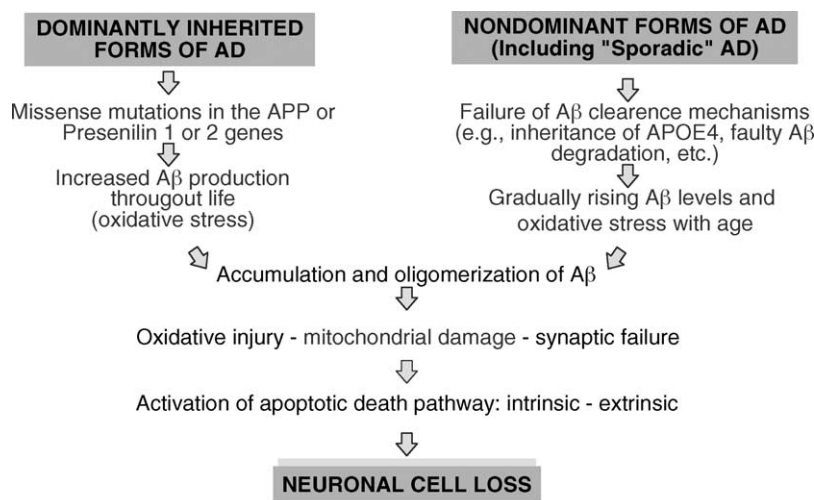 DOMINANTLY INHERITED
FORMS OF AD
Missense mutations in the APP or
Presenilin 1 or 2 genes
Increased Aβ production
througout life
(oxidative stress)
NONDOMINANT FORMS OF AD
(Including "Sporadic" AD)
Failure of Aβ clearence mechanisms
(e.g., inheritance of APOE4, faulty Aβ
degradation, etc.)
Gradually rising Aβ levels and
oxidative stress with age
Accumulation and oligomerization of Aβ
Oxidative injury - mitochondrial damage - synaptic failure
Activation of apoptotic death pathway: intrinsic - extrinsic
NEURONAL CELL LOSS